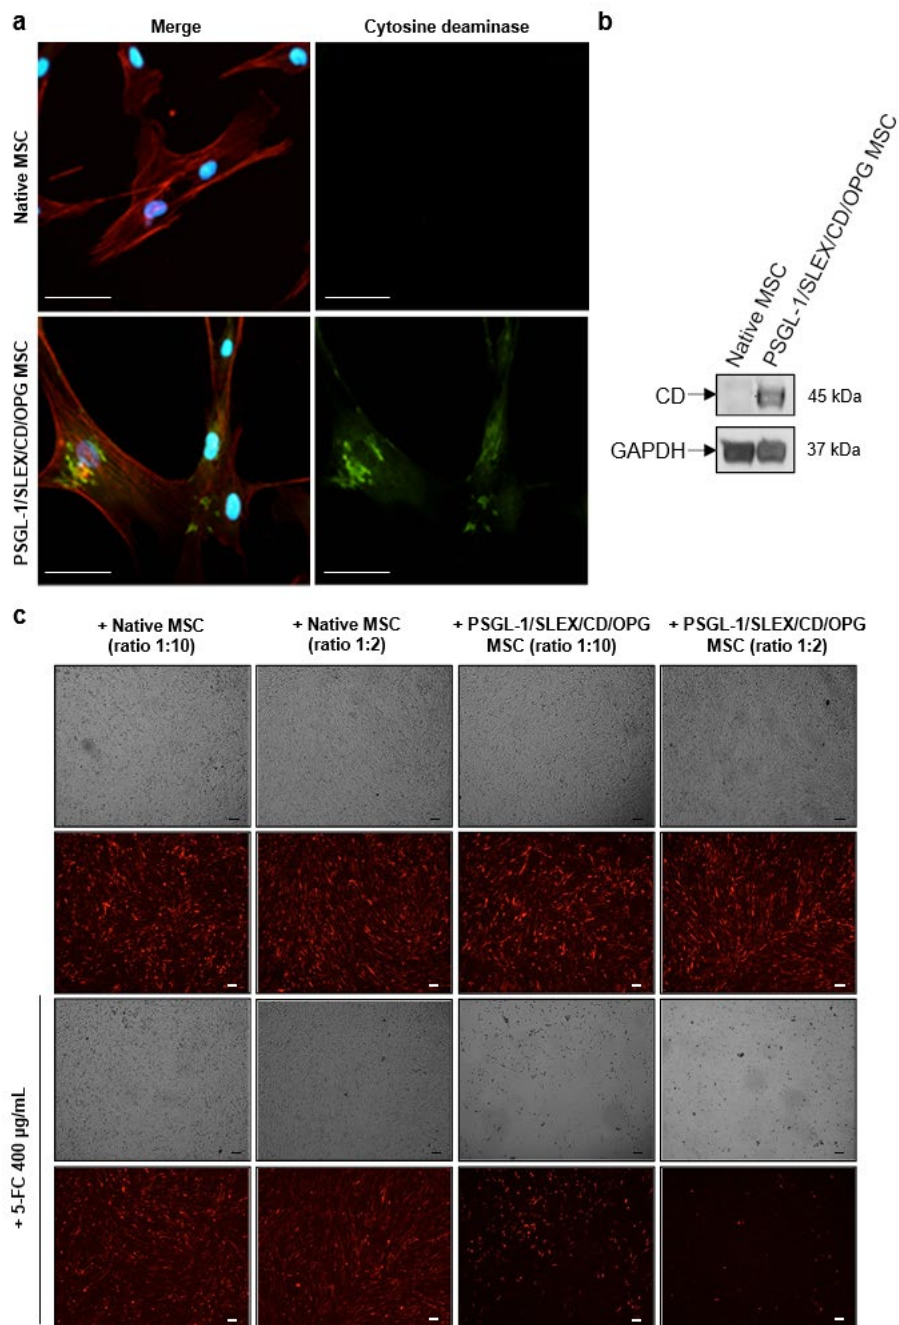 a
Merge
Cytosine deaminase
Native MSC
PSGL-1/SLEX/CD/OPG MSC
b
Native MSC
PSGL-1/SLEX/CD/OPG MSC
CD
45 kDa
GAPDH
37 kDa
c
+ Native MSC
(ratio 1:10)
+ Native MSC
(ratio 1:2)
+ PSGL-1/SLEX/CD/OPG
MSC (ratio 1:10)
+ PSGL-1/SLEX/CD/OPG
MSC (ratio 1:2)
+ 5-FC 400 µg/mL